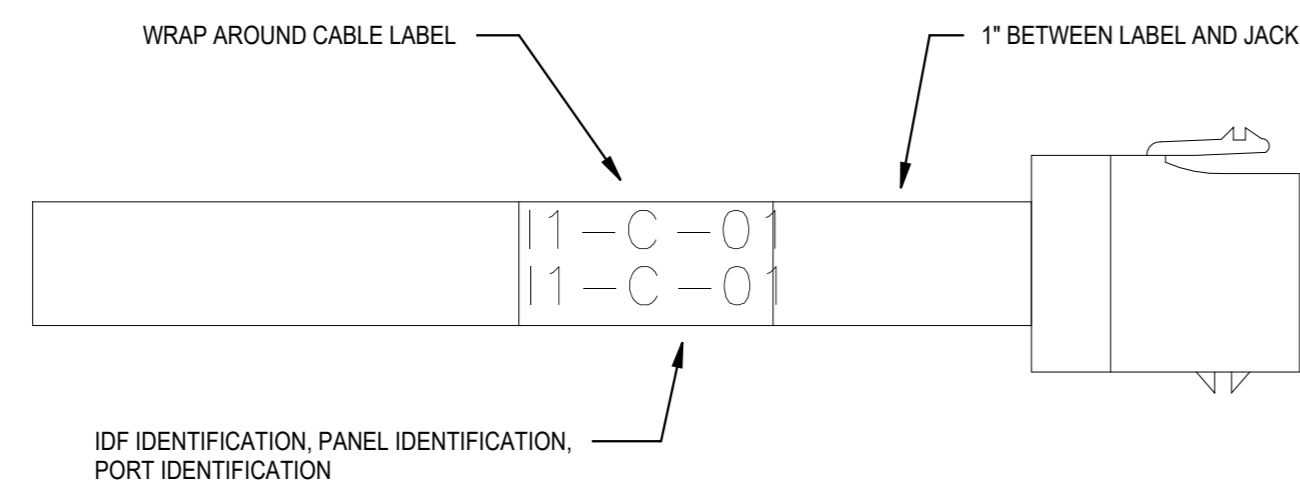 WRAP AROUND CABLE LABEL
1" BETWEEN LABEL AND JACK
I1-C-01
I1-C-01
IDF IDENTIFICATION, PANEL IDENTIFICATION,
PORT IDENTIFICATION